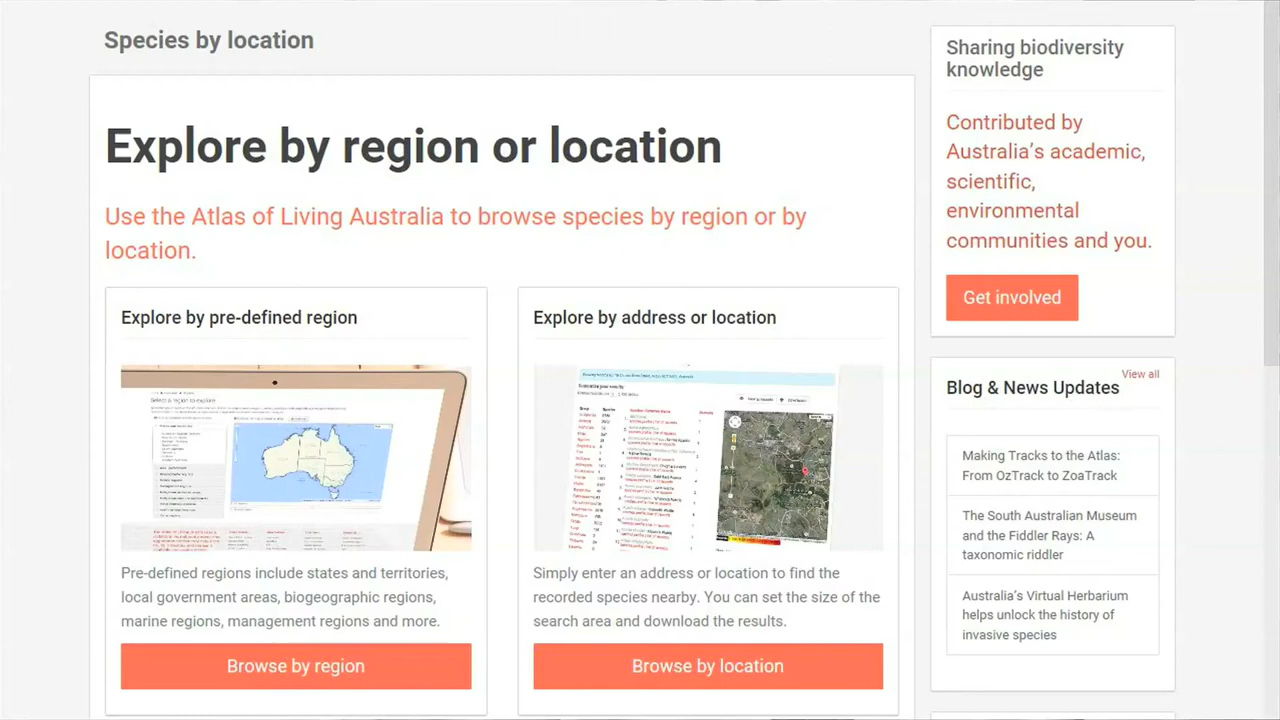 Species by location
Explore by region or location
Use the Atlas of Living Australia to browse species by region or by
location.
Explore by pre-defined region
Select a region to explore
Pre-defined regions include states and territories,
local government areas, biogeographic regions,
marine regions, management regions and more.
Browse by region
Explore by address or location
Simply enter an address or location to find the
recorded species nearby. You can set the size of the
search area and download the results.
Browse by location
Sharing biodiversity
knowledge
Contributed by
Australia's academic,
scientific,
environmental
communities and you.
Get involved
Blog & News Updates
View all
Making Tracks to the Atlas:
From OzTrack to ZoaTrack
The South Australian Museum
and the Fiddler Rays: A
taxonomic riddler
Australia's Virtual Herbarium
helps unlock the history of
invasive species